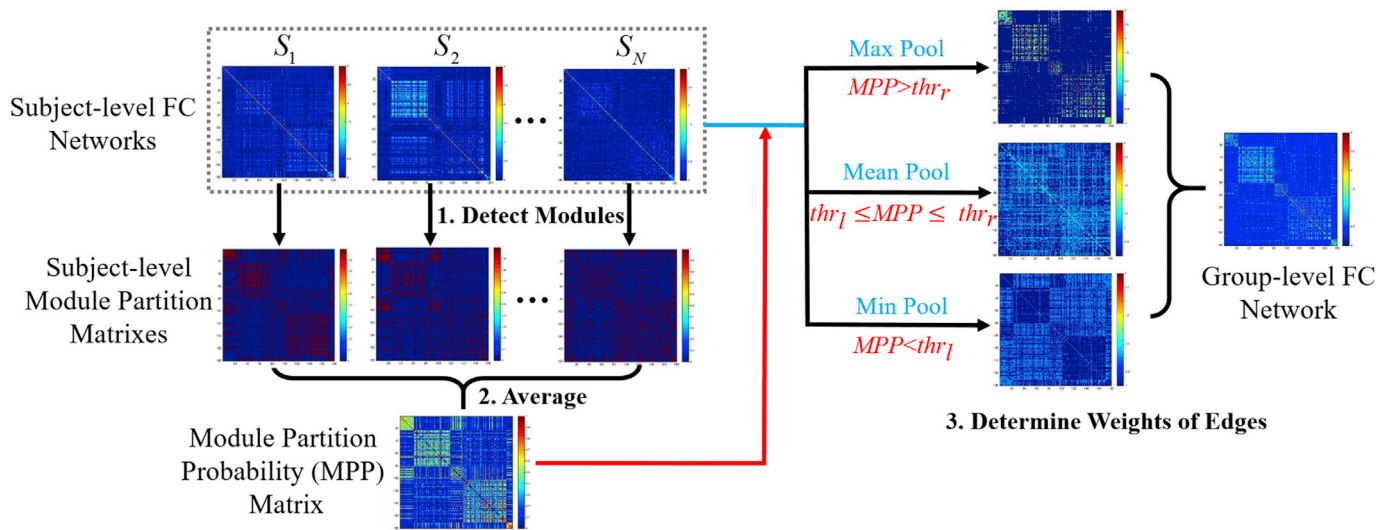 S1
S2
SN
Subject-level FC
Networks
1. Detect Modules
Subject-level
Module Partition
Matrixes
2. Average
Module Partition
Probability (MPP)
Matrix
Max Pool
MPP>thrr
Mean Pool
thrl ≤MPP ≤ thrr
Min Pool
MPP<thrl
3. Determine Weights of Edges
Group-level FC
Network